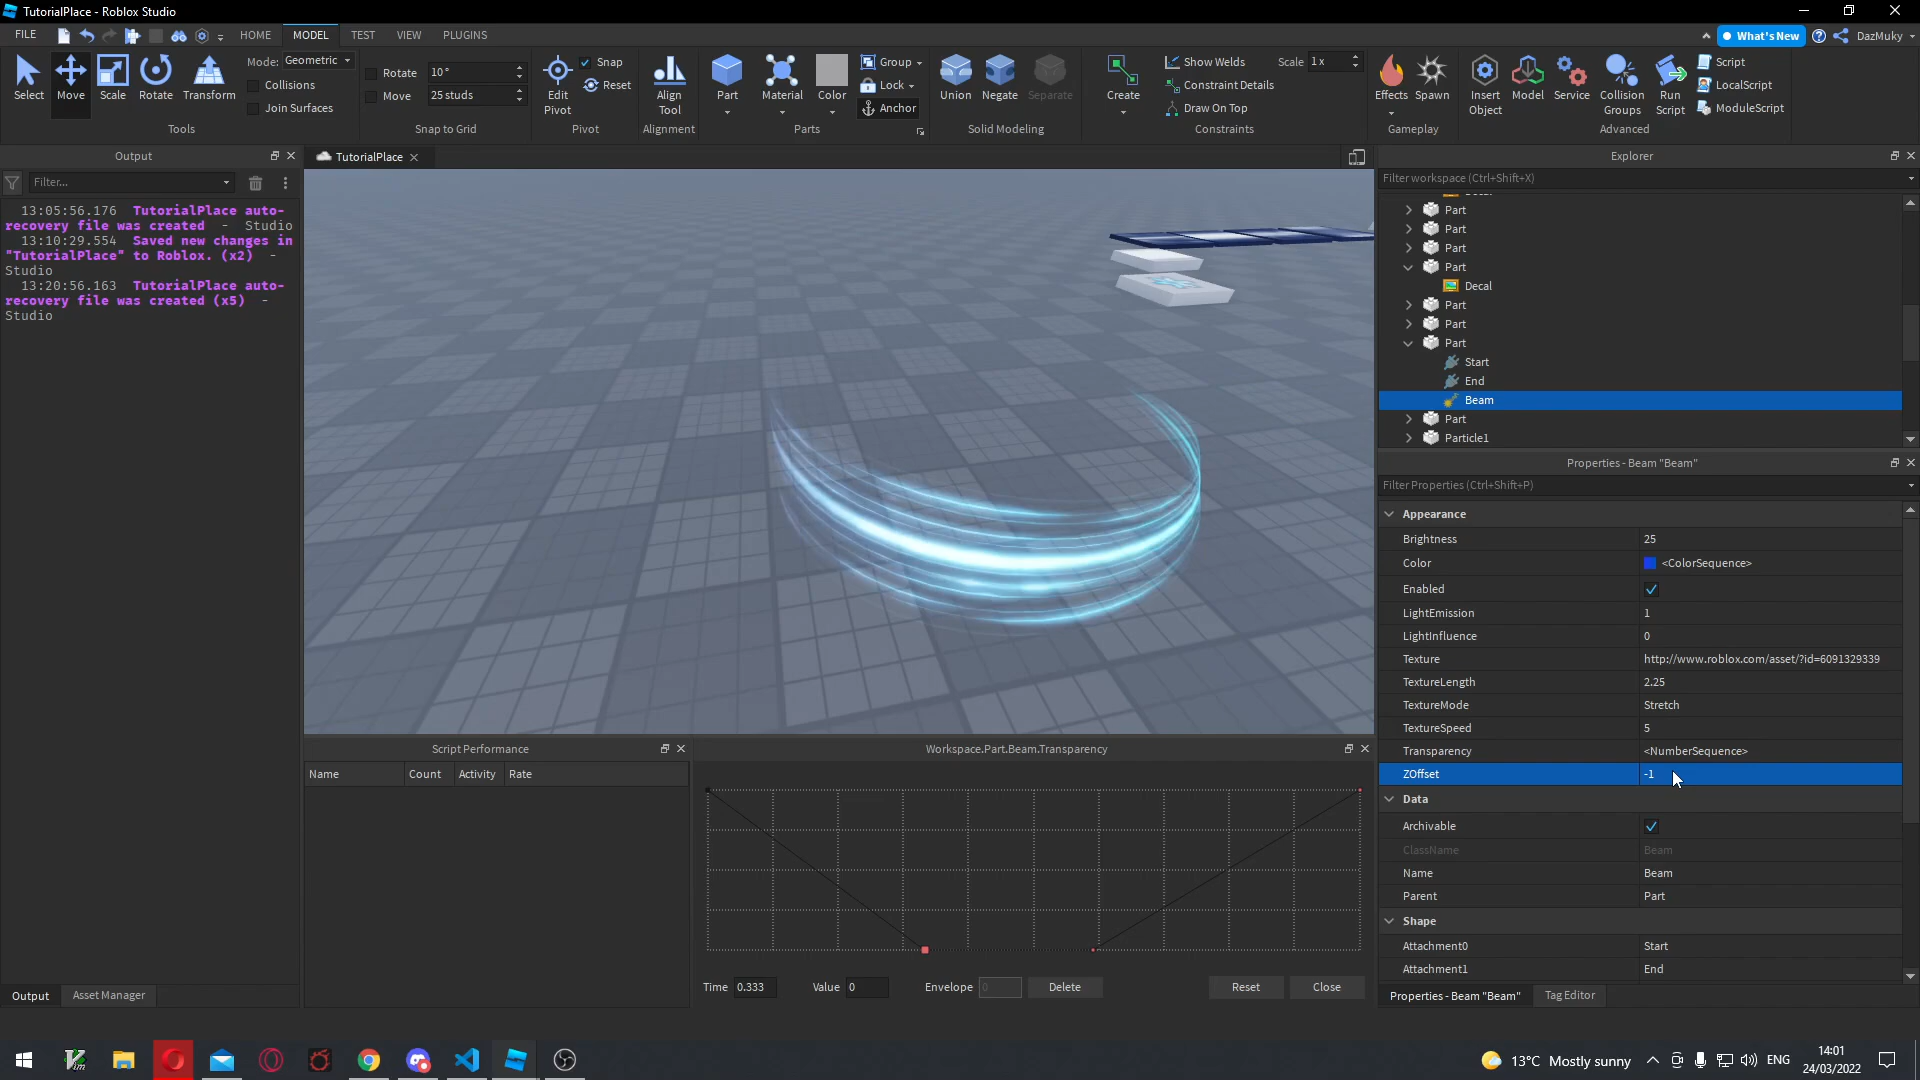 TutorialPlace - Roblox Studio
FILE
HOME
MODEL
TEST
VIEW
PLUGINS
What's New
DazMuky
Select
Move
Scale
Rotate
Transform
Mode: Geometric
Collisions
Join Surfaces
Tools
Rotate 10°
Move 25 studs
Snap to Grid
Edit Pivot
Snap
Reset
Pivot
Align Tool
Alignment
Part
Material
Color
Group
Lock
Anchor
Parts
Union
Negate
Separate
Solid Modeling
Create
Show Welds
Constraint Details
Draw On Top
Scale 1x
Constraints
Effects
Spawn
Gameplay
Insert Object
Model
Service
Collision Groups
Run Script
Script
LocalScript
ModuleScript
Advanced
Output
Filter...
13:05:56.176 TutorialPlace auto-
recovery file was created - Studio
13:10:29.554 Saved new changes in
"TutorialPlace" to Roblox. (x2) -
Studio
13:20:56.163 TutorialPlace auto-
recovery file was created (x5) -
Studio
Output
Asset Manager
TutorialPlace
Script Performance
Name
Count
Activity
Rate
Workspace.Part.Beam.Transparency
Time 0.333
Value 0
Envelope 0
Delete
Reset
Close
Explorer
Filter workspace (Ctrl+Shift+X)
Part
Part
Part
Part
Decal
Part
Part
Part
Start
End
Beam
Part
Particle1
Properties - Beam "Beam"
Filter Properties (Ctrl+Shift+P)
Appearance
Brightness 25
Color <ColorSequence>
Enabled
LightEmission 1
LightInfluence 0
Texture http://www.roblox.com/asset/?id=6091329339
TextureLength 2.25
TextureMode Stretch
TextureSpeed 5
Transparency <NumberSequence>
ZOffset -1
Data
Archivable
ClassName Beam
Name Beam
Parent Part
Shape
Attachment0 Start
Attachment1 End
Properties - Beam "Beam"
Tag Editor
13°C Mostly sunny
ENG
14:01
24/03/2022